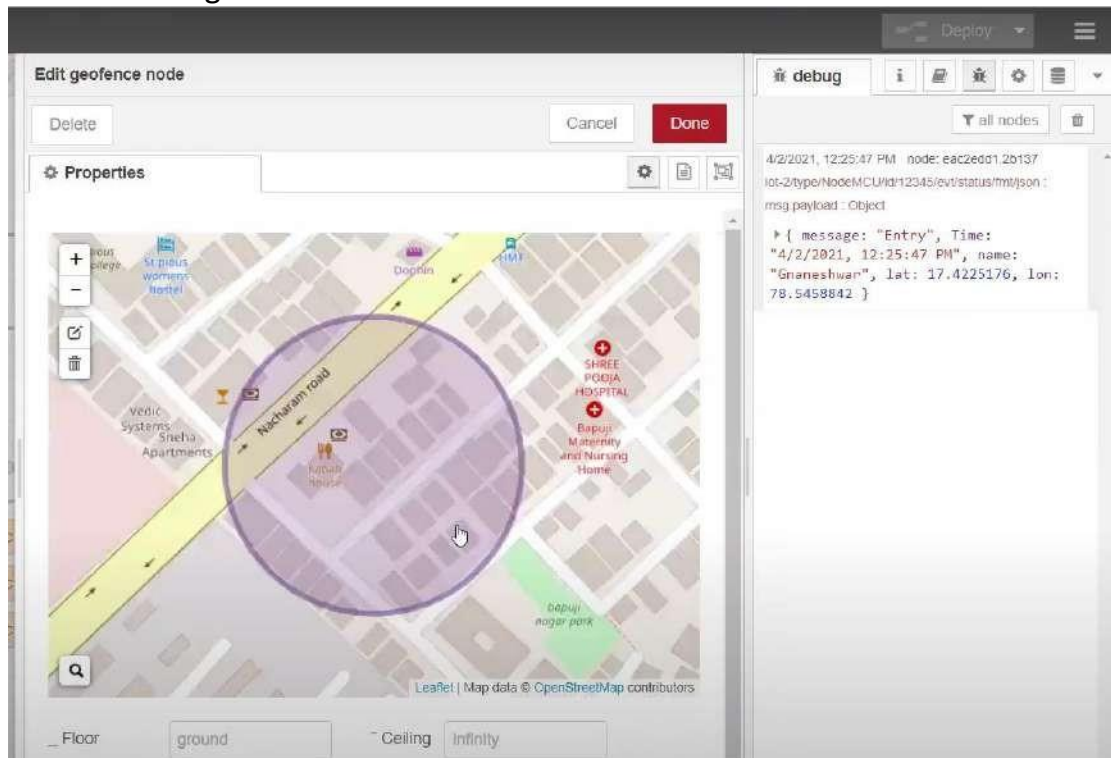 Deploy
Edit geofence node
Delete
Cancel
Done
Properties
debug
i
all nodes
4/2/2021, 12:25:47 PM node: eac2edd1.2b137
iot-2/type/NodeMCU/id/12345/evt/status/fmt/json :
msg.payload : Object
{ message: "Entry", Time:
"4/2/2021, 12:25:47 PM", name:
"Gnaneshwar", lat: 17.4225176, lon:
78.5458842 }
+
−
St.pious
womens
hostel
Dolphin
HMT
SHREE
POOJA
HOSPITAL
Bapuji
Maternity
and Nursing
Home
Nacharam road
Vedic
Systems
Sneha
Apartments
house
bapuji
nagar park
Leaflet | Map data © OpenStreetMap contributors
Floor
ground
Ceiling
infinity